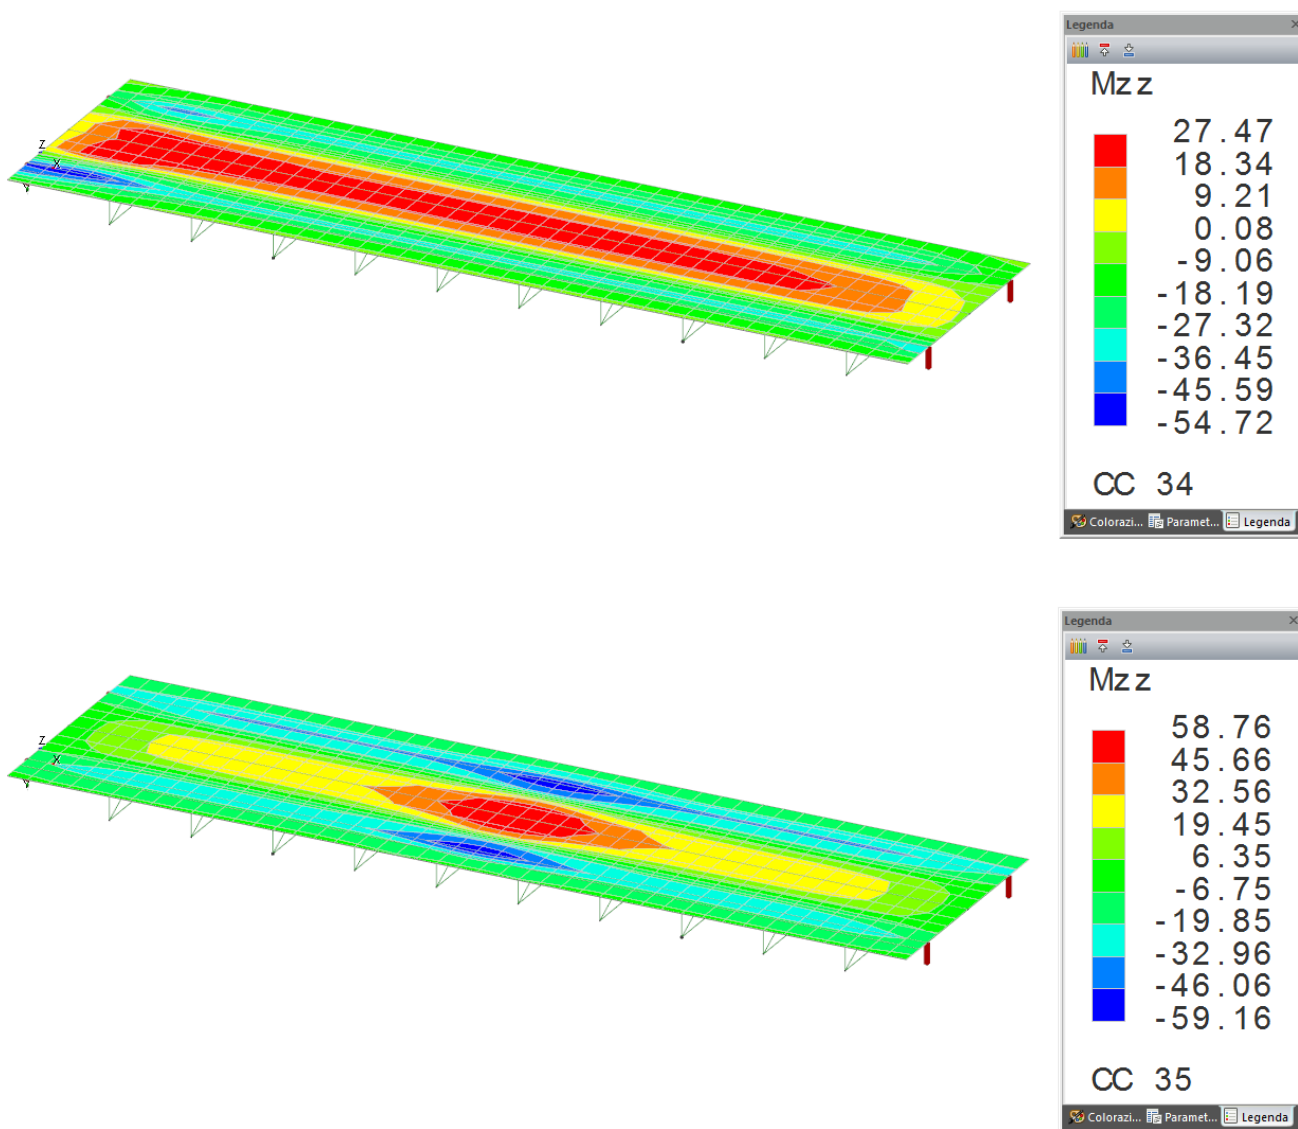 Legenda
Mzz
27.47
18.34
9.21
0.08
-9.06
-18.19
-27.32
-36.45
-45.59
-54.72
CC 34
Colorazi... Paramet... Legenda
Z
X
Y
Legenda
Mzz
58.76
45.66
32.56
19.45
6.35
-6.75
-19.85
-32.96
-46.06
-59.16
CC 35
Colorazi... Paramet... Legenda
Z
X
Y